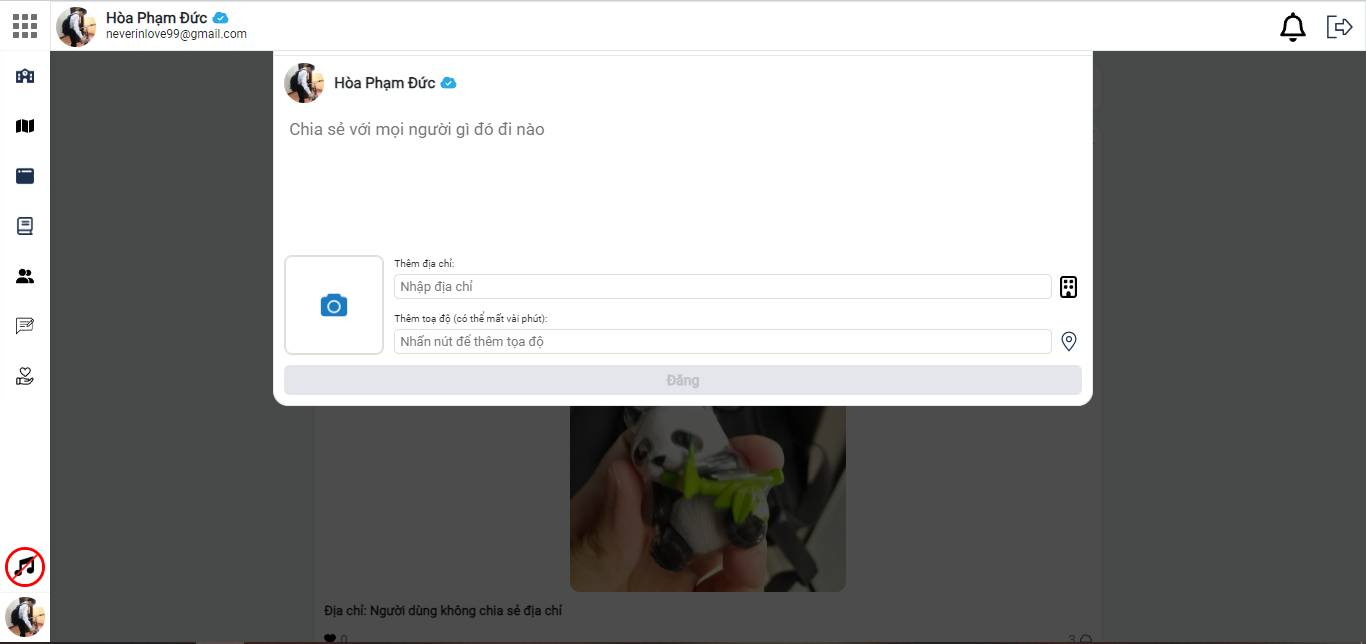 Hòa Phạm Đức
neverinlove99@gmail.com
Hòa Phạm Đức
Chia sẻ với mọi người gì đó đi nào
Thêm địa chỉ:
Nhập địa chỉ
Thêm toạ độ (có thể mất vài phút):
Nhấn nút để thêm tọa độ
Đăng
Địa chỉ: Người dùng không chia sẻ địa chỉ
0
3